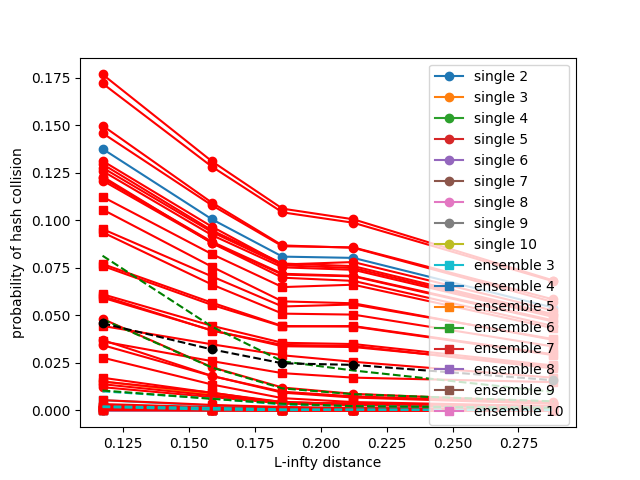 0.175
0.150
0.125
0.100
0.075
0.050
0.025
0.000
probability of hash collision
0.125
0.150
0.175
0.200
0.225
0.250
0.275
L-infty distance
single 2
single 3
single 4
single 5
single 6
single 7
single 8
single 9
single 10
ensemble 3
ensemble 4
ensemble 5
ensemble 6
ensemble 7
ensemble 8
ensemble 9
ensemble 10